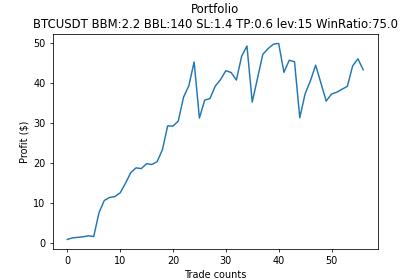 Portfolio
BTCUSDT BBM:2.2 BBL:140 SL:1.4 TP:0.6 lev:15 WinRatio:75.0
50
40
30
20
10
0
Profit ($)
0 10 20 30 40 50
Trade counts